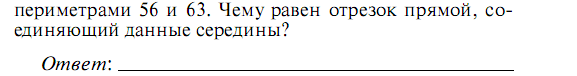 периметрами 56 и 63. Чему равен отрезок прямой, со-
единяющий данные середины?
Ответ: